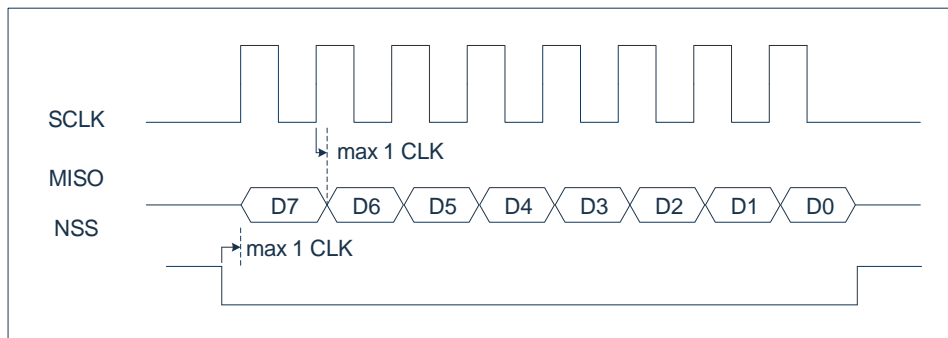 SCLK
max 1 CLK
MISO
D7 D6 D5 D4 D3 D2 D1 D0
NSS
max 1 CLK